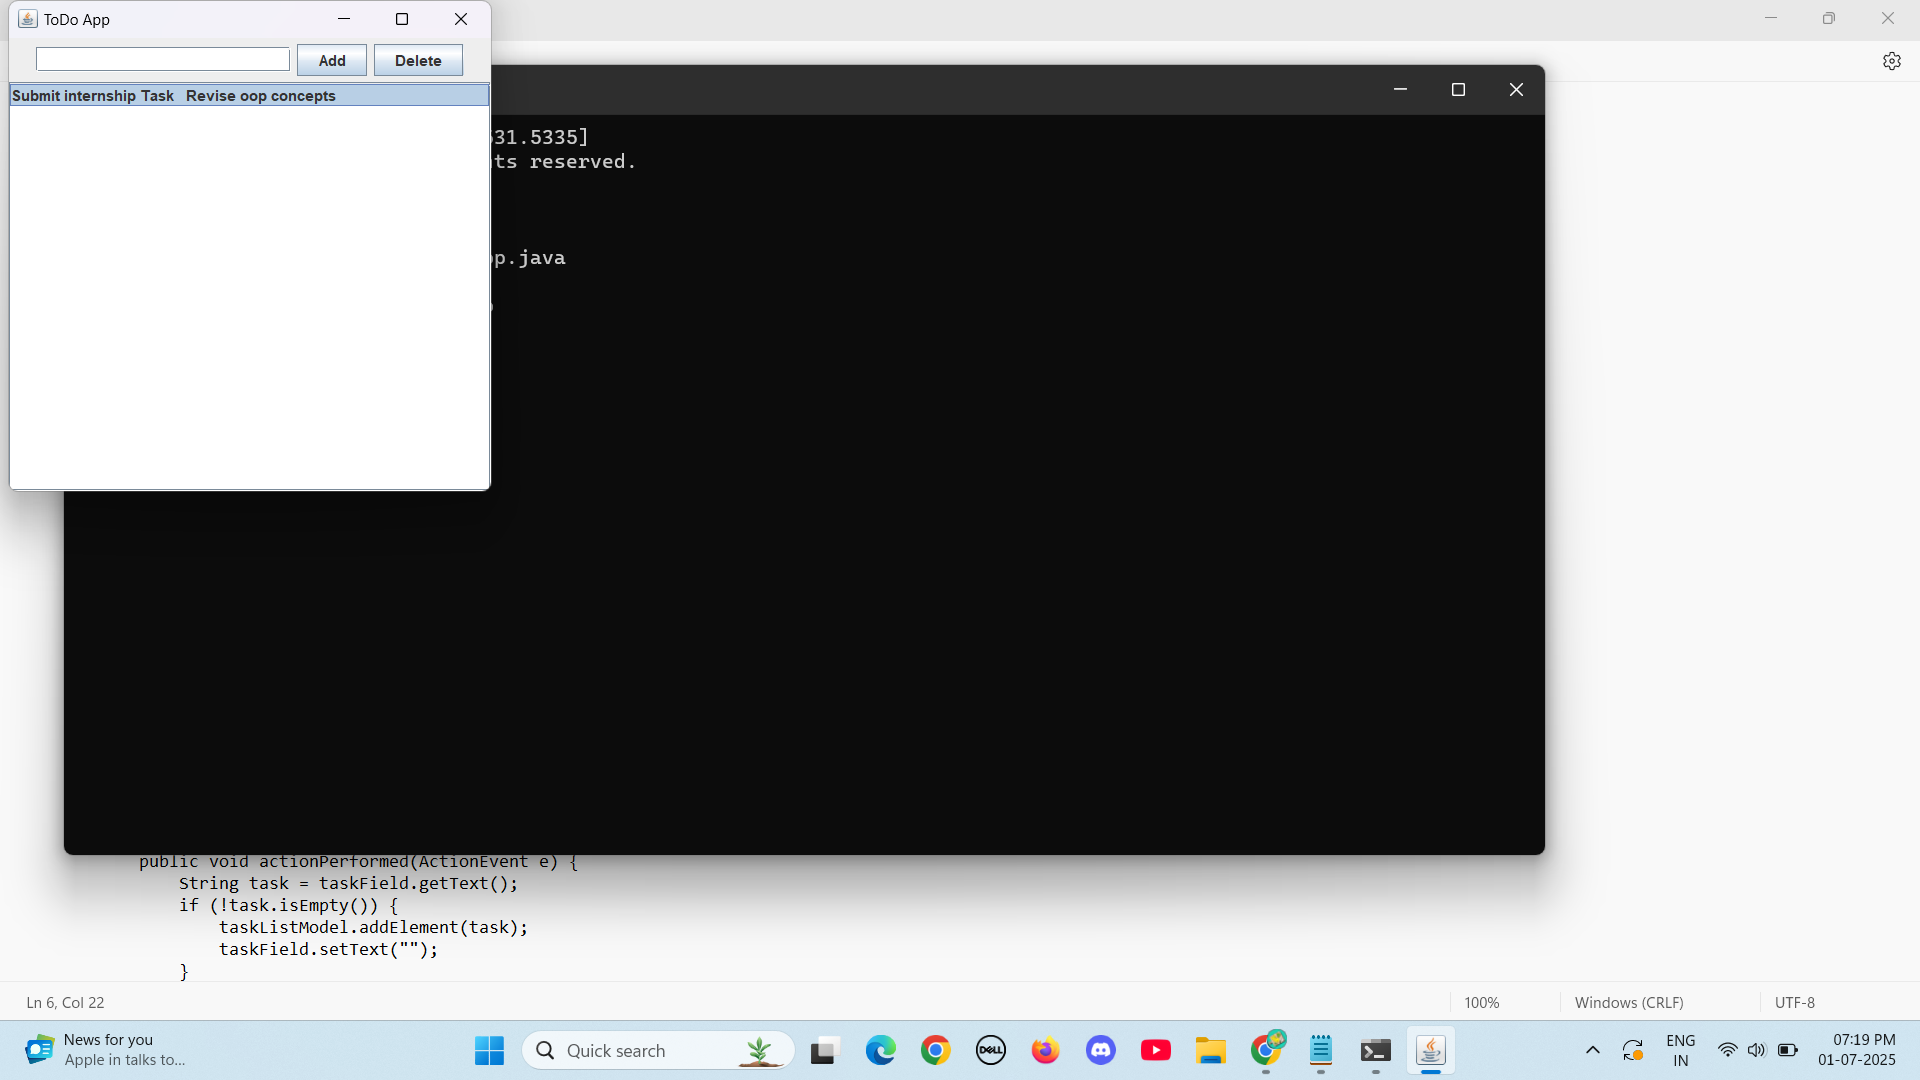 ToDo App
Add
Delete
Submit internship Task   Revise oop concepts
31.5335]
ts reserved.
p.java
public void actionPerformed(ActionEvent e) {
String task = taskField.getText();
if (!task.isEmpty()) {
taskListModel.addElement(task);
taskField.setText("");
}
Ln 6, Col 22
100%
Windows (CRLF)
UTF-8
News for you
Apple in talks to...
Quick search
DELL
ENG
IN
07:19 PM
01-07-2025